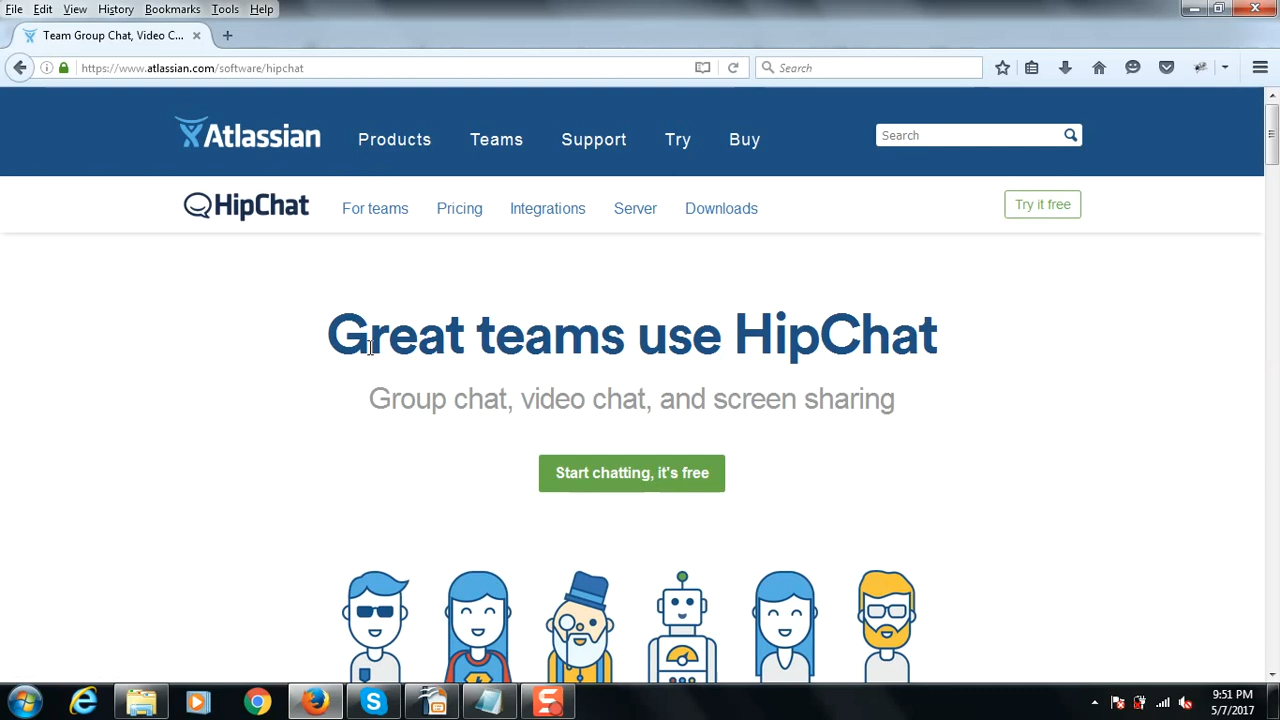 File Edit View History Bookmarks Tools Help
Team Group Chat, Video C...
https://www.atlassian.com/software/hipchat
Search
Atlassian
Products Teams Support Try Buy
Search
HipChat
For teams Pricing Integrations Server Downloads
Try it free
Great teams use HipChat
Group chat, video chat, and screen sharing
Start chatting, it's free
9:51 PM
5/7/2017